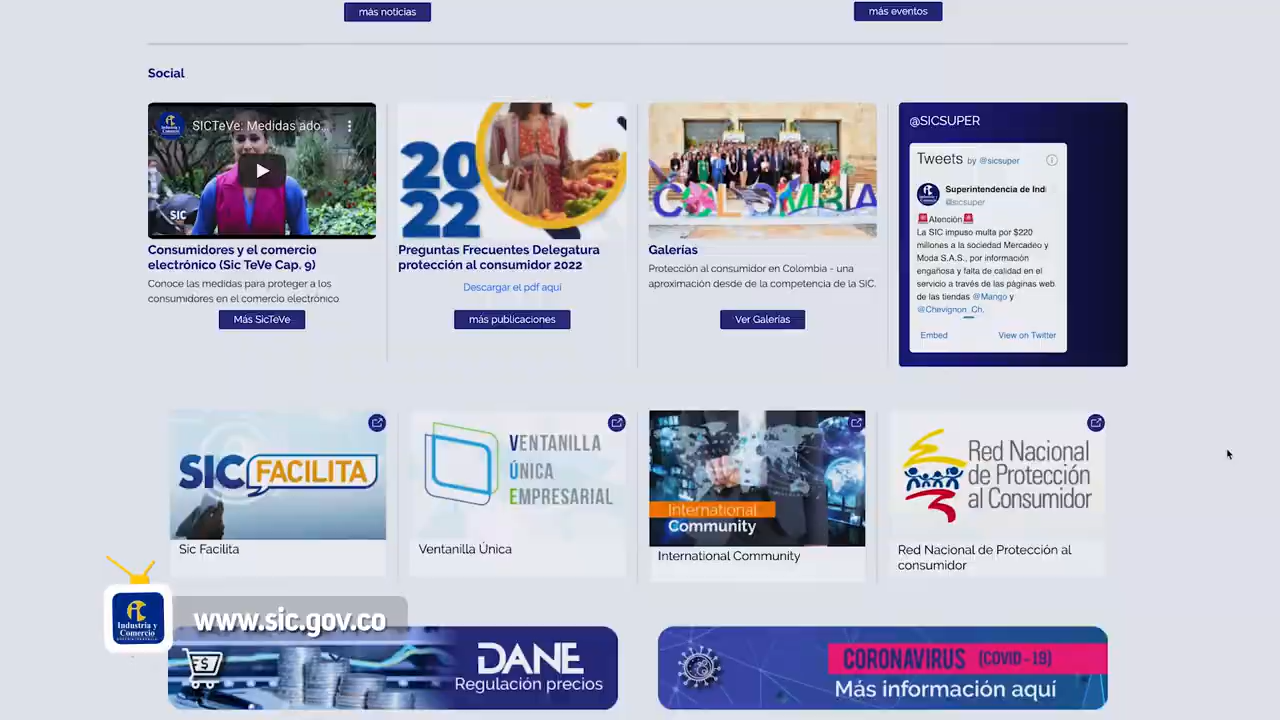 más noticias
más eventos
Social
SICTeVe: Medidas ado...
SIC
Consumidores y el comercio
electrónico (Sic TeVe Cap. 9)
Conoce las medidas para proteger a los
consumidores en el comercio electrónico
Más SicTeVe
20
22
Preguntas Frecuentes Delegatura
protección al consumidor 2022
Descargar el pdf aquí
más publicaciones
COLOMBIA
Galerías
Protección al consumidor en Colombia - una
aproximación desde de la competencia de la SIC.
Ver Galerías
@SICSUPER
Tweets by @sicsuper
Superintendencia de Indi
@sicsuper
🚨Atención🚨
La SIC impuso multa por $220
millones a la sociedad Mercadeo y
Moda S.A.S., por información
engañosa y falta de calidad en el
servicio a través de las páginas web
de las tiendas @Mango y
@Chevignon_Ch.
Embed
View on Twitter
SIC FACILITA
Sic Facilita
VENTANILLA
ÚNICA
EMPRESARIAL
Ventanilla Única
International
Community
International Community
Red Nacional
de Protección
al Consumidor
Red Nacional de Protección al
consumidor
Industria y
Comercio
www.sic.gov.co
DANE
Regulación precios
CORONAVIRUS (COVID-19)
Más información aquí